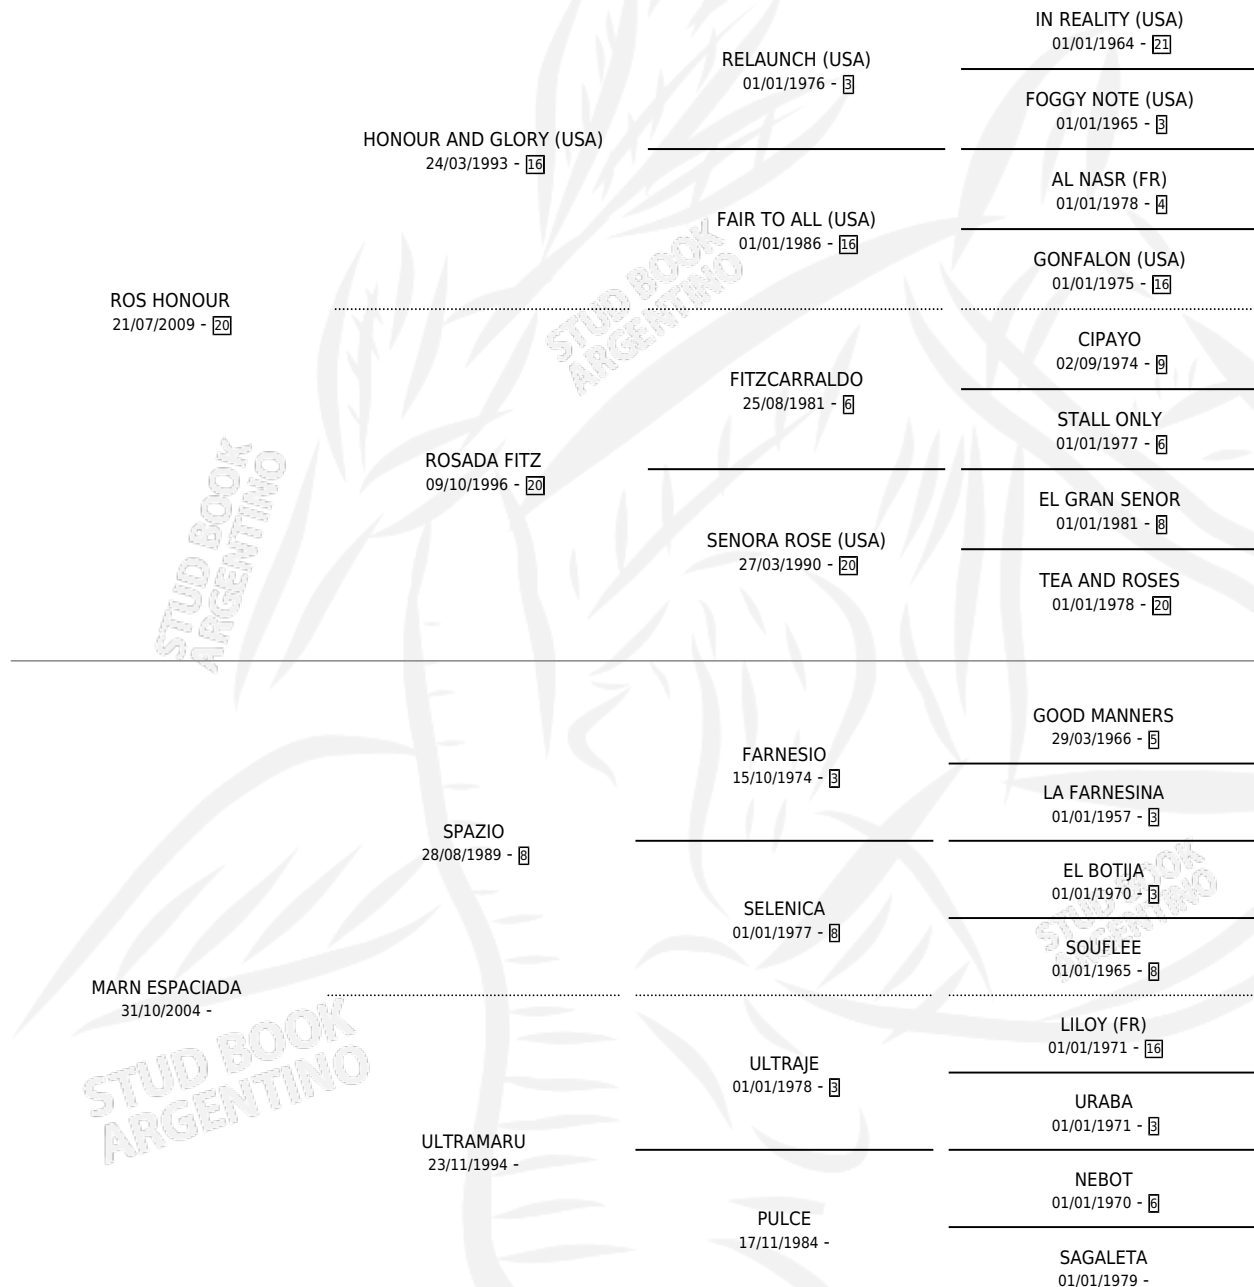 IN REALITY (USA)
01/01/1964 - 21
RELAUNCH (USA)
01/01/1976 - 3
FOGGY NOTE (USA)
01/01/1965 - 3
HONOUR AND GLORY (USA)
24/03/1993 - 16
AL NASR (FR)
01/01/1978 - 4
FAIR TO ALL (USA)
01/01/1986 - 16
GONFALON (USA)
01/01/1975 - 16
ROS HONOUR
21/07/2009 - 20
STUD BOOK
ARGENTINO
CIPAYO
02/09/1974 - 9
FITZCARRALDO
25/08/1981 - 6
STALL ONLY
01/01/1977 - 6
ROSADA FITZ
09/10/1996 - 20
EL GRAN SENOR
01/01/1981 - 8
SENORA ROSE (USA)
27/03/1990 - 20
TEA AND ROSES
01/01/1978 - 20
STUD BOOK
ARGENTINO
GOOD MANNERS
29/03/1966 - 5
FARNESIO
15/10/1974 - 3
LA FARNESINA
01/01/1957 - 3
SPAZIO
28/08/1989 - 8
EL BOTIJA
01/01/1970 - 3
SELENICA
01/01/1977 - 8
SOUFLEE
01/01/1965 - 8
STUD BOOK
ARGENTINO
MARN ESPACIADA
31/10/2004 -
LILOY (FR)
01/01/1971 - 16
ULTRAJE
01/01/1978 - 3
URABA
01/01/1971 - 3
STUD BOOK
ARGENTINO
ULTRAMARU
23/11/1994 -
NEBOT
01/01/1970 - 6
PULCE
17/11/1984 -
SAGALETA
01/01/1979 -